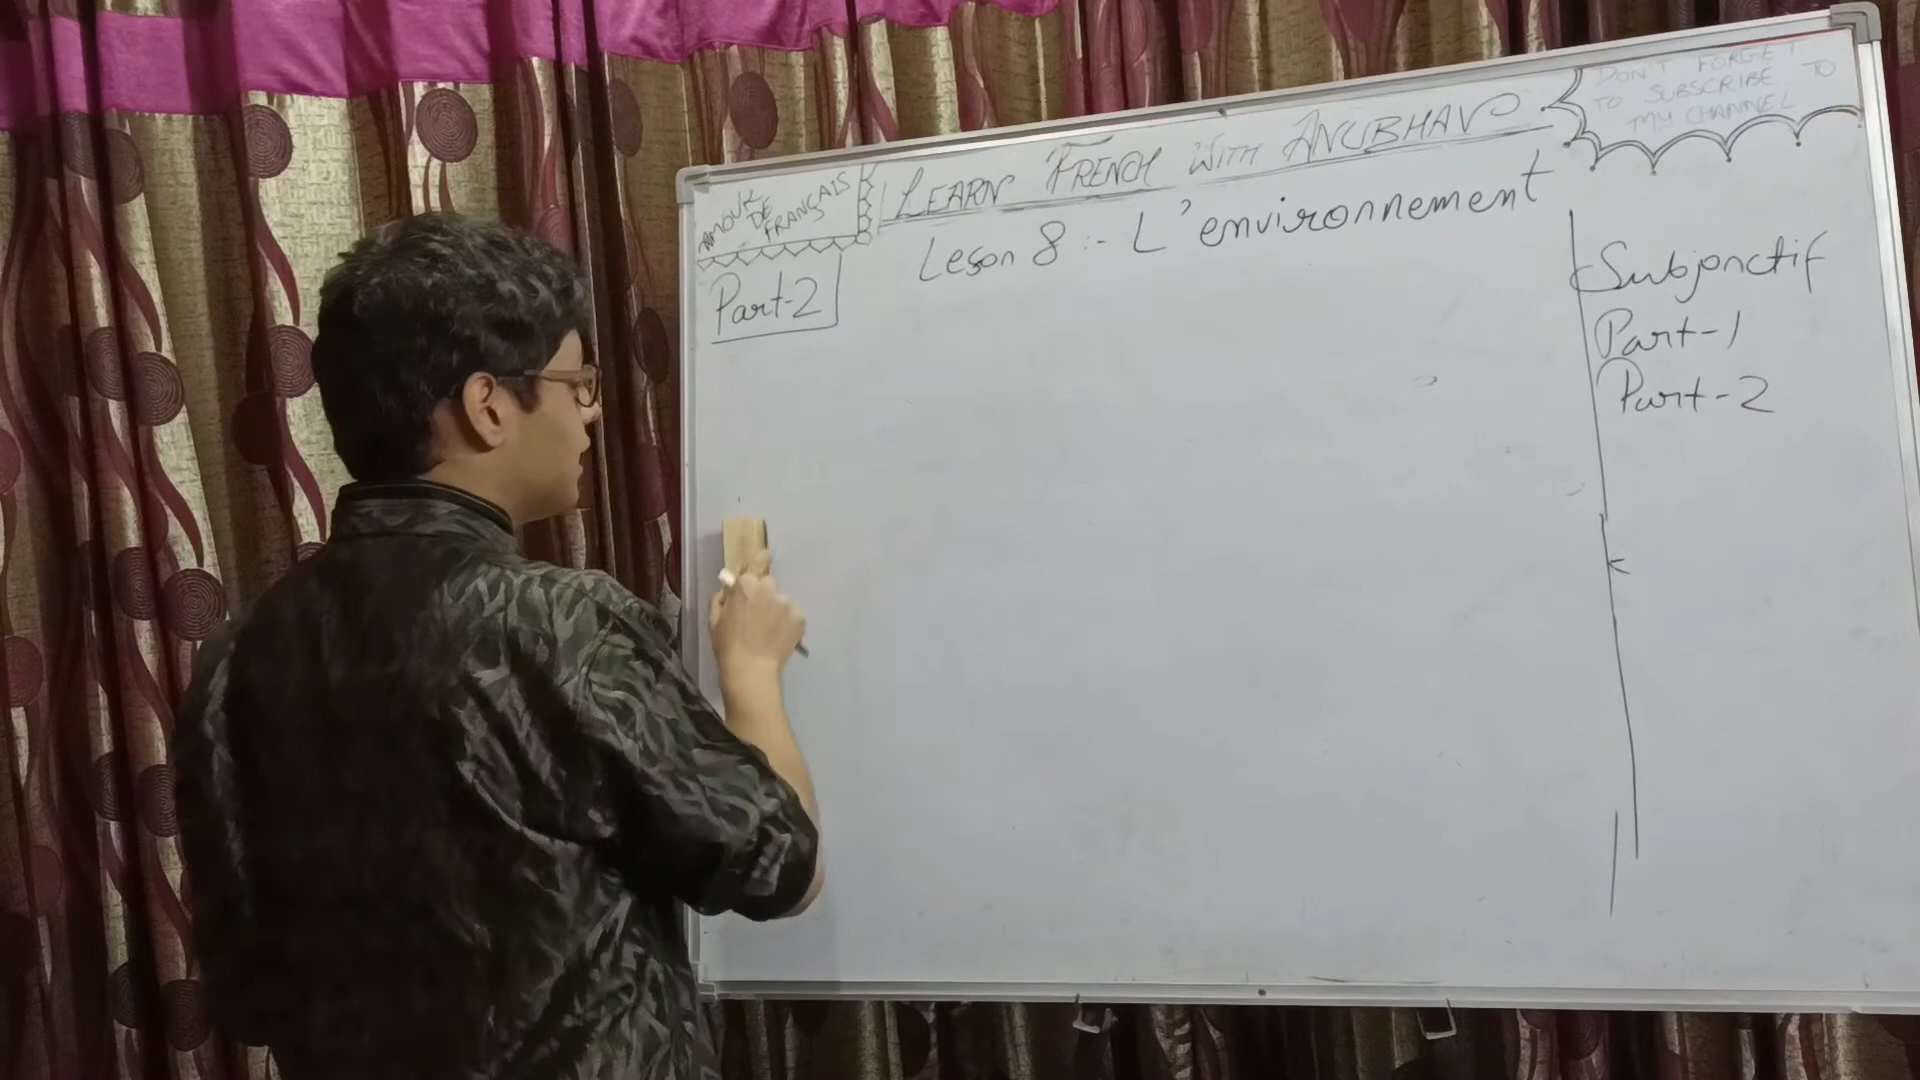 AMOUR
DE
FRANÇAIS
LEARN FRENCH WITH ANUBHAV
DON'T FORGET
TO SUBSCRIBE TO
MY CHANNEL
Part-2
Leson 8 :- L'environnement
Subjonctif
Part-1
Part-2